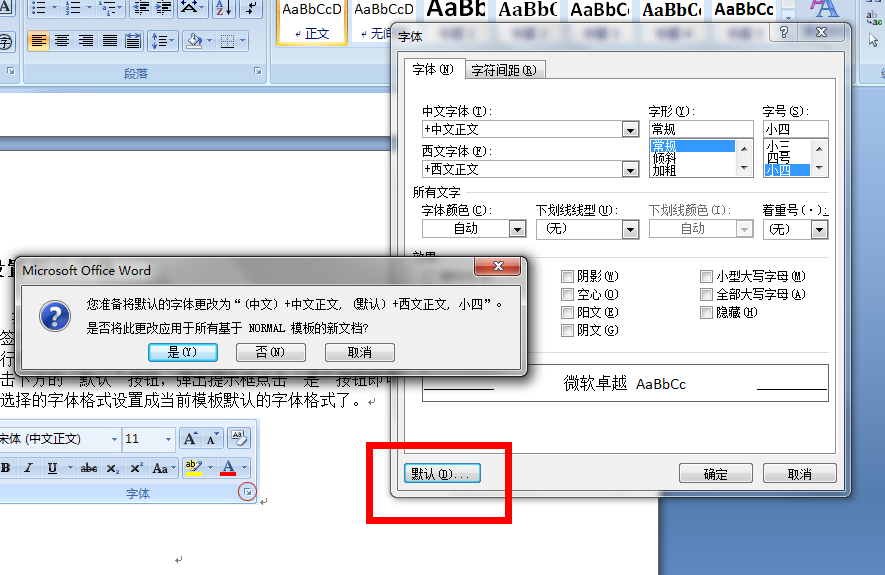 AaBbCcD
AaBbCcD
AaBb
AaBbC
AaBbC
AaBbCc
AaBbCc
正文
段落
字体
字体(N)
字符间距(R)
中文字体(T):
字形(Y):
字号(S):
+中文正文
常规
小四
常规
倾斜
加粗
小三
四号
小四
西文字体(F):
+西文正文
所有文字
字体颜色(C):
下划线线型(U):
下划线颜色(I):
着重号(·):
自动
(无)
自动
(无)
阴影(W)
空心(O)
阳文(E)
阴文(G)
小型大写字母(M)
全部大写字母(A)
隐藏(H)
微软卓越 AaBbCc
默认(D)...
确定
取消
Microsoft Office Word
您准备将默认的字体更改为“(中文) +中文正文, (默认) +西文正文, 小四”。
是否将此更改应用于所有基于 NORMAL 模板的新文档?
是(Y)
否(N)
取消
签
行
击下方的“默认”按钮，弹出提示框点击“是”按钮即
选择的字体格式设置成当前模板默认的字体格式了。
宋体 (中文正文)
11
A A
B I U abc X₂ X² Aa ab A
字体